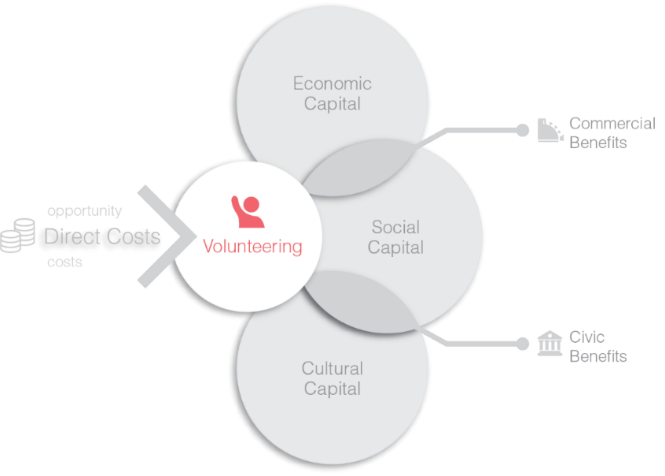 Economic
Capital
Commercial
Benefits
opportunity
Direct Costs
costs
Volunteering
Social
Capital
Civic
Benefits
Cultural
Capital